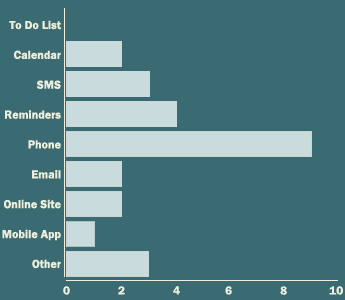 To Do List
Calendar
SMS
Reminders
Phone
Email
Online Site
Mobile App
Other
0 2 4 6 8 10